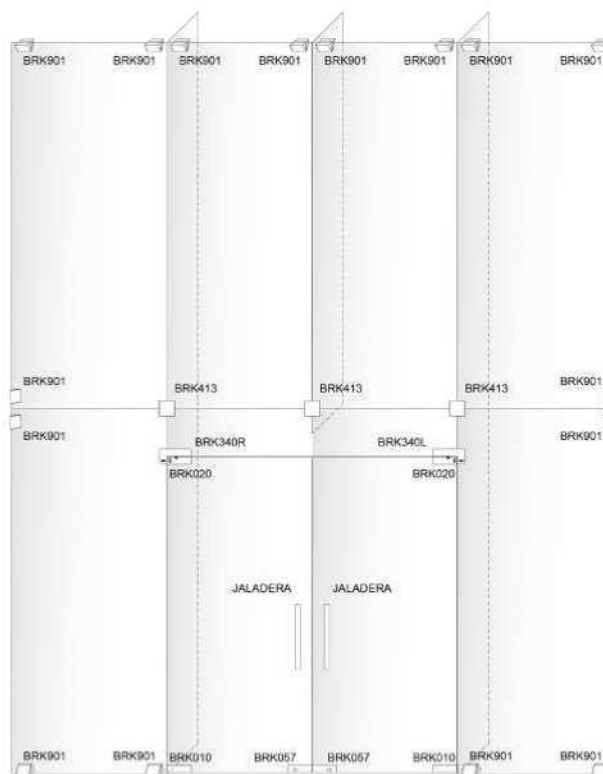 BRK901 BRK901 BRK901 BRK901 BRK901 BRK901 BRK901 BRK901
BRK901 BRK413 BRK413 BRK413 BRK901
BRK901 BRK340R BRK340L BRK901
BRK020 BRK020
JALADERA JALADERA
BRK901 BRK901 BRK010 BRK057 BRK057 BRK010 BRK901 BRK901